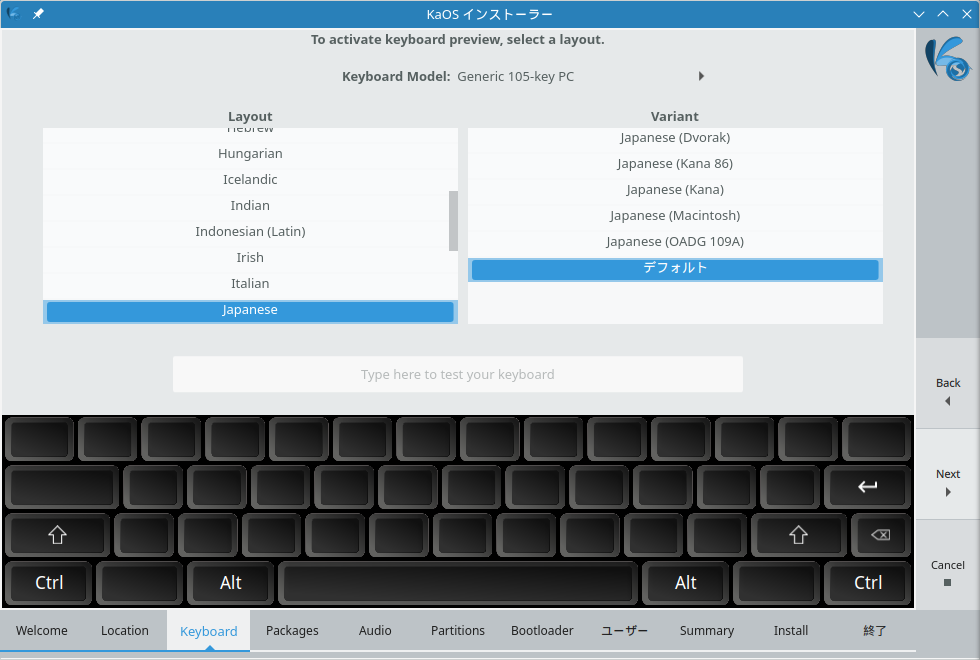 KaOS インストーラー
To activate keyboard preview, select a layout.
Keyboard Model: Generic 105-key PC
Layout
Variant
Hebrew
Hungarian
Icelandic
Indian
Indonesian (Latin)
Irish
Italian
Japanese
Japanese (Dvorak)
Japanese (Kana 86)
Japanese (Kana)
Japanese (Macintosh)
Japanese (OADG 109A)
デフォルト
Type here to test your keyboard
Back
Next
Cancel
Ctrl Alt Alt Ctrl
Welcome Location Keyboard Packages Audio Partitions Bootloader ユーザー Summary Install 終了